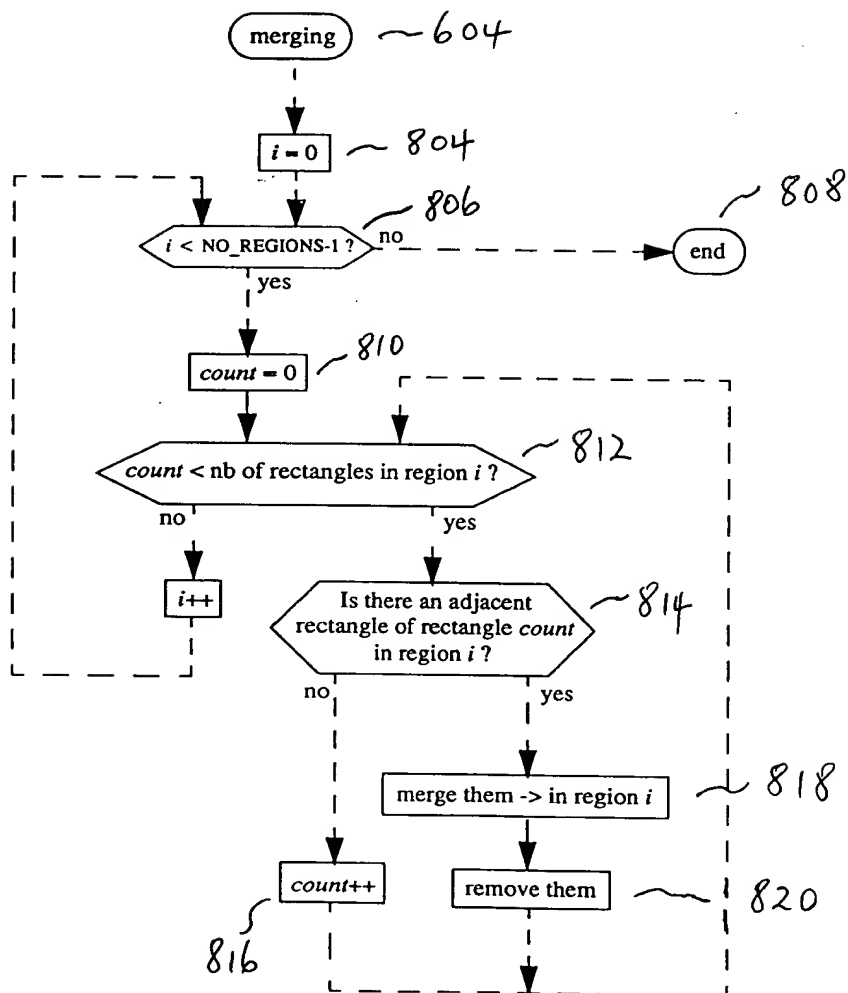 merging
604
i = 0
804
806
808
i < NO_REGIONS-1 ?
no
end
yes
810
count = 0
812
count < nb of rectangles in region i ?
no
yes
i++
814
Is there an adjacent
rectangle of rectangle count
in region i ?
no
yes
merge them -> in region i
818
count++
remove them
820
816